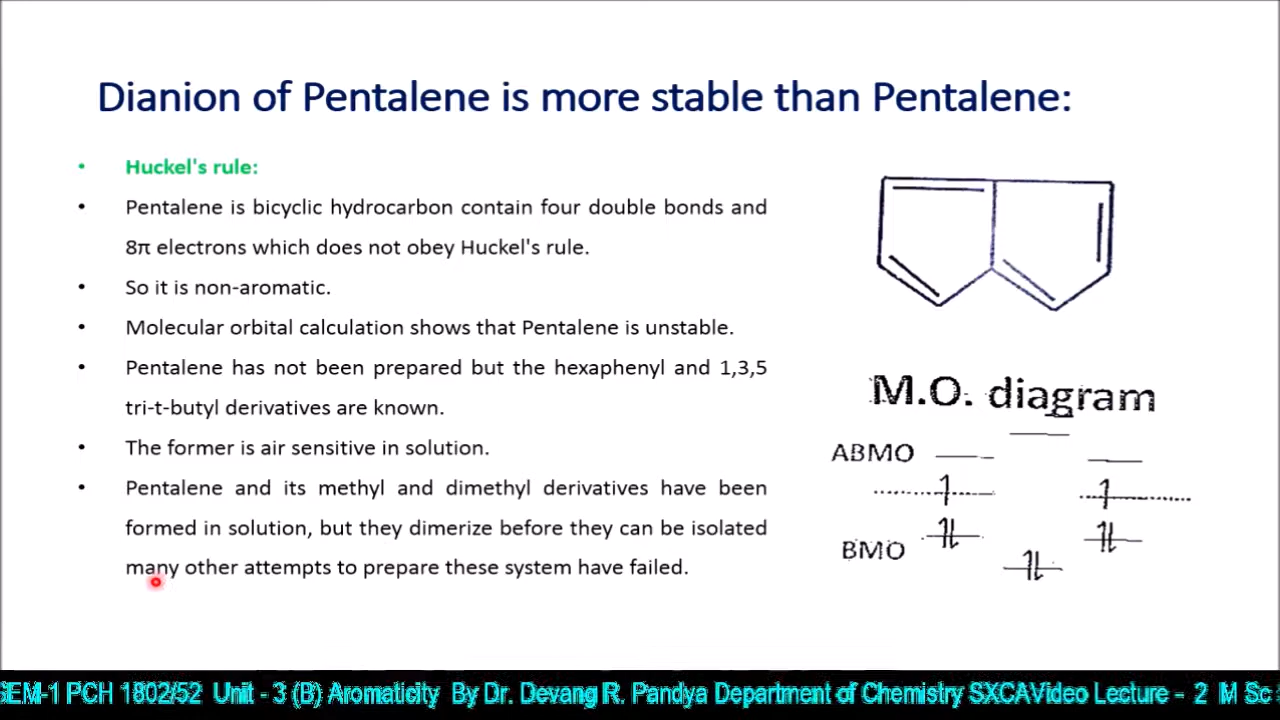 Dianion of Pentalene is more stable than Pentalene:
• Huckel's rule:
• Pentalene is bicyclic hydrocarbon contain four double bonds and
8π electrons which does not obey Huckel's rule.
• So it is non-aromatic.
• Molecular orbital calculation shows that Pentalene is unstable.
• Pentalene has not been prepared but the hexaphenyl and 1,3,5
tri-t-butyl derivatives are known.
• The former is air sensitive in solution.
• Pentalene and its methyl and dimethyl derivatives have been
formed in solution, but they dimerize before they can be isolated
many other attempts to prepare these system have failed.
M.O. diagram
ABMO
BMO
SEM-1 PCH 1802/52 Unit - 3 (B) Aromaticity By Dr. Devang R. Pandya Department of Chemistry SXCAVideo Lecture - 2 M Sc